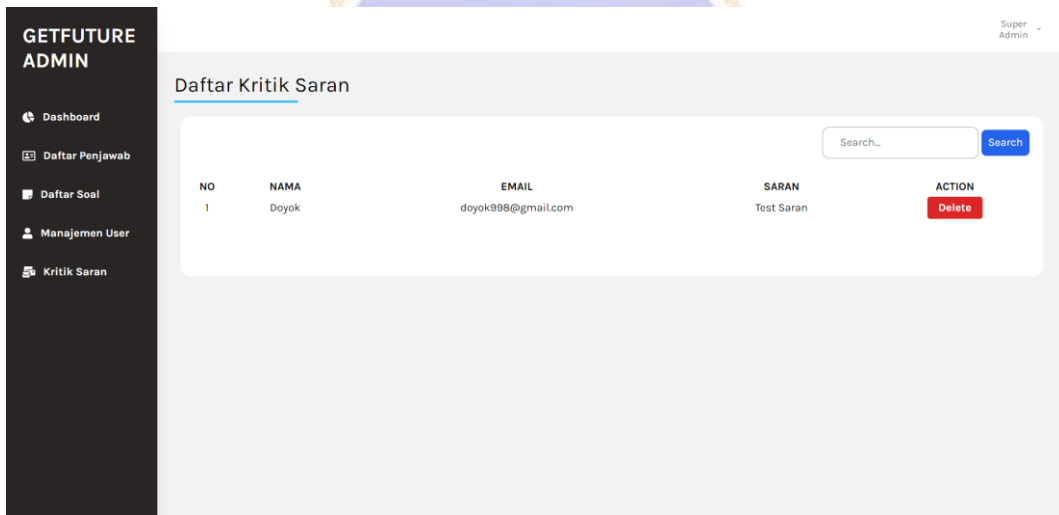 GETFUTURE
ADMIN
Super
Admin
Dashboard
Daftar Penjawab
Daftar Soal
Manajemen User
Kritik Saran
Daftar Kritik Saran
Search...
Search
NO NAMA EMAIL SARAN ACTION
1 Doyok doyok998@gmail.com Test Saran Delete